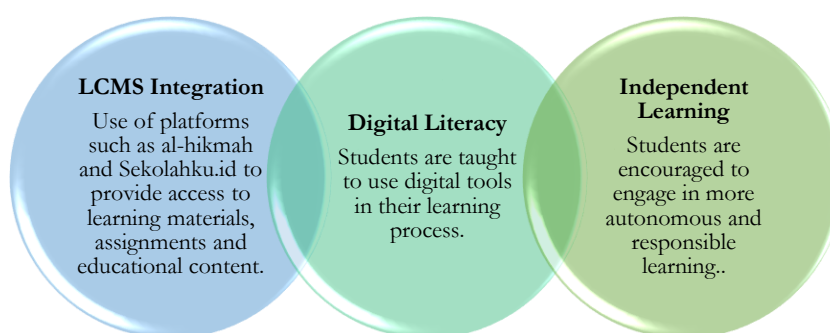 LCMS Integration
Use of platforms
such as al-hikmah
and Sekolahku.id to
provide access to
learning materials,
assignments and
educational content.
Digital Literacy
Students are taught
to use digital tools
in their learning
process.
Independent
Learning
Students are
encouraged to
engage in more
autonomous and
responsible
learning..